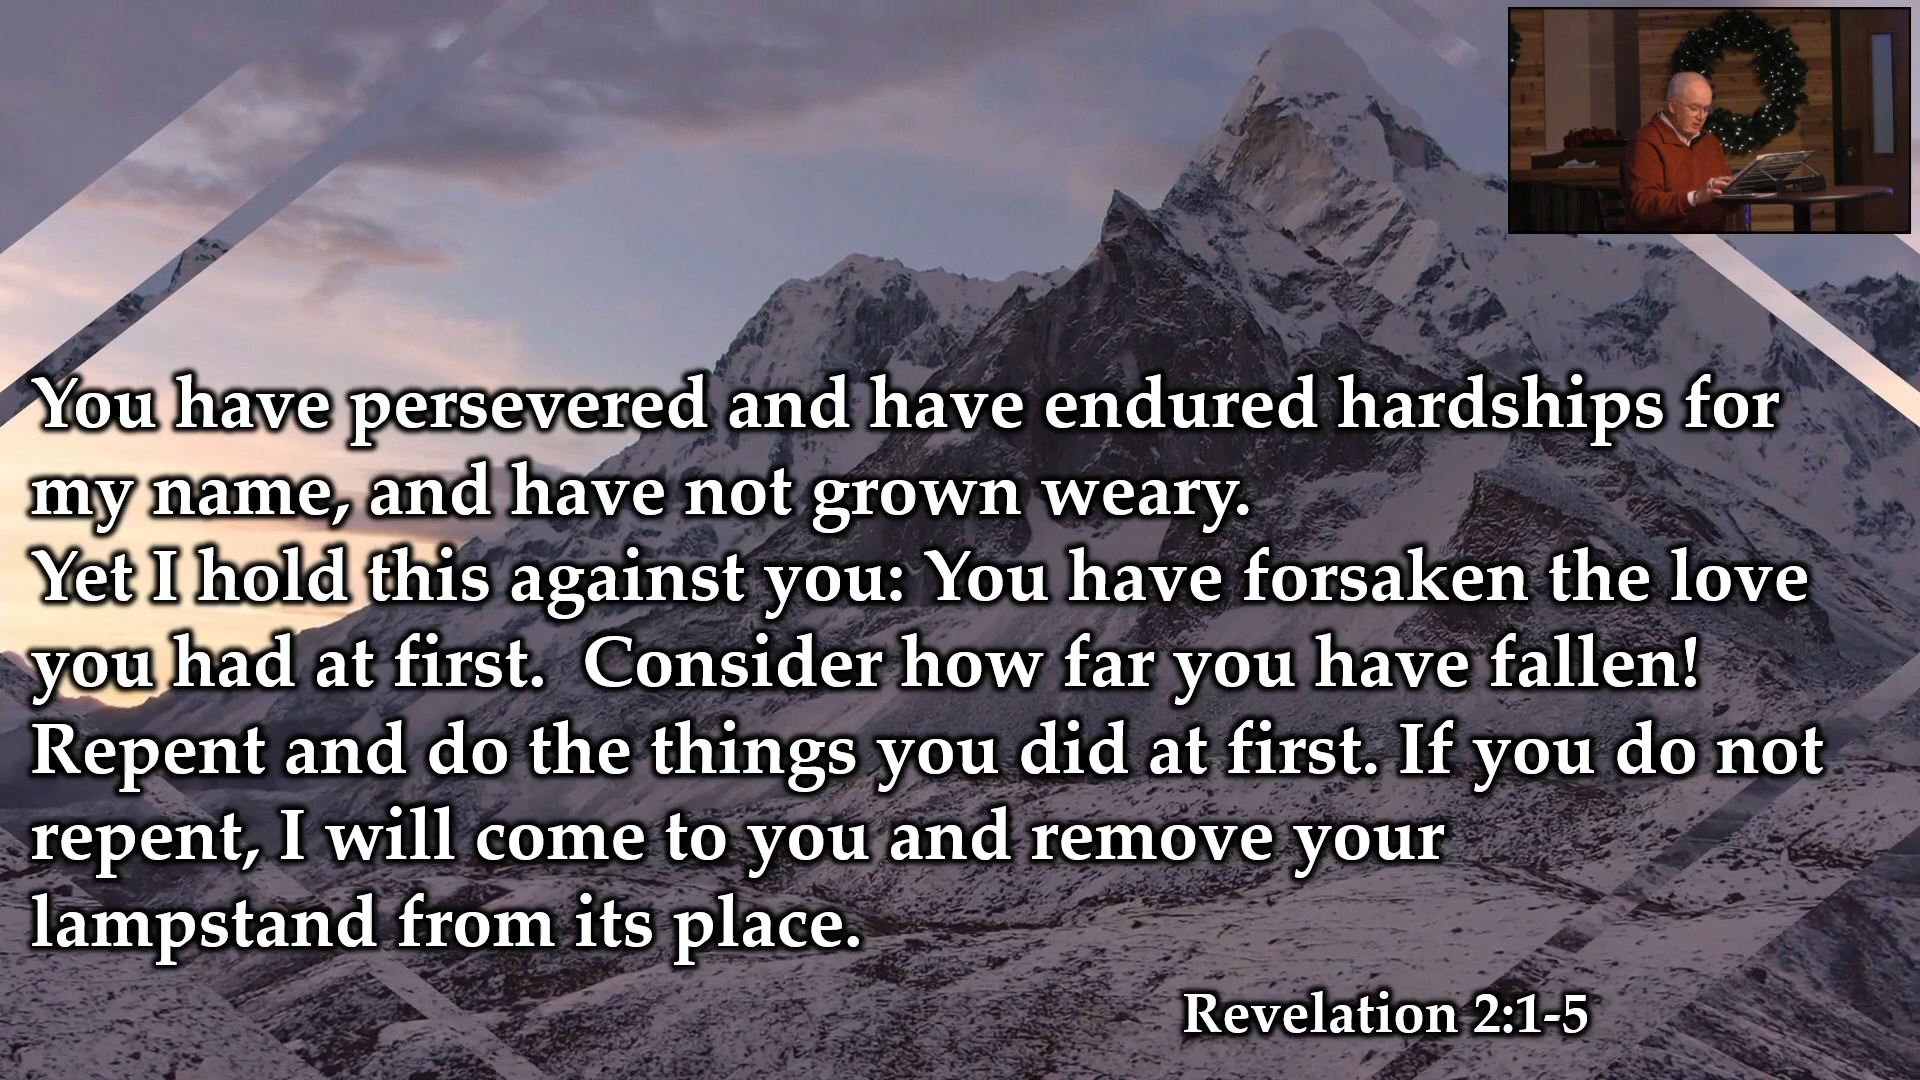 You have persevered and have endured hardships for
my name, and have not grown weary.
Yet I hold this against you: You have forsaken the love
you had at first.  Consider how far you have fallen!
Repent and do the things you did at first. If you do not
repent, I will come to you and remove your
lampstand from its place.
Revelation 2:1-5